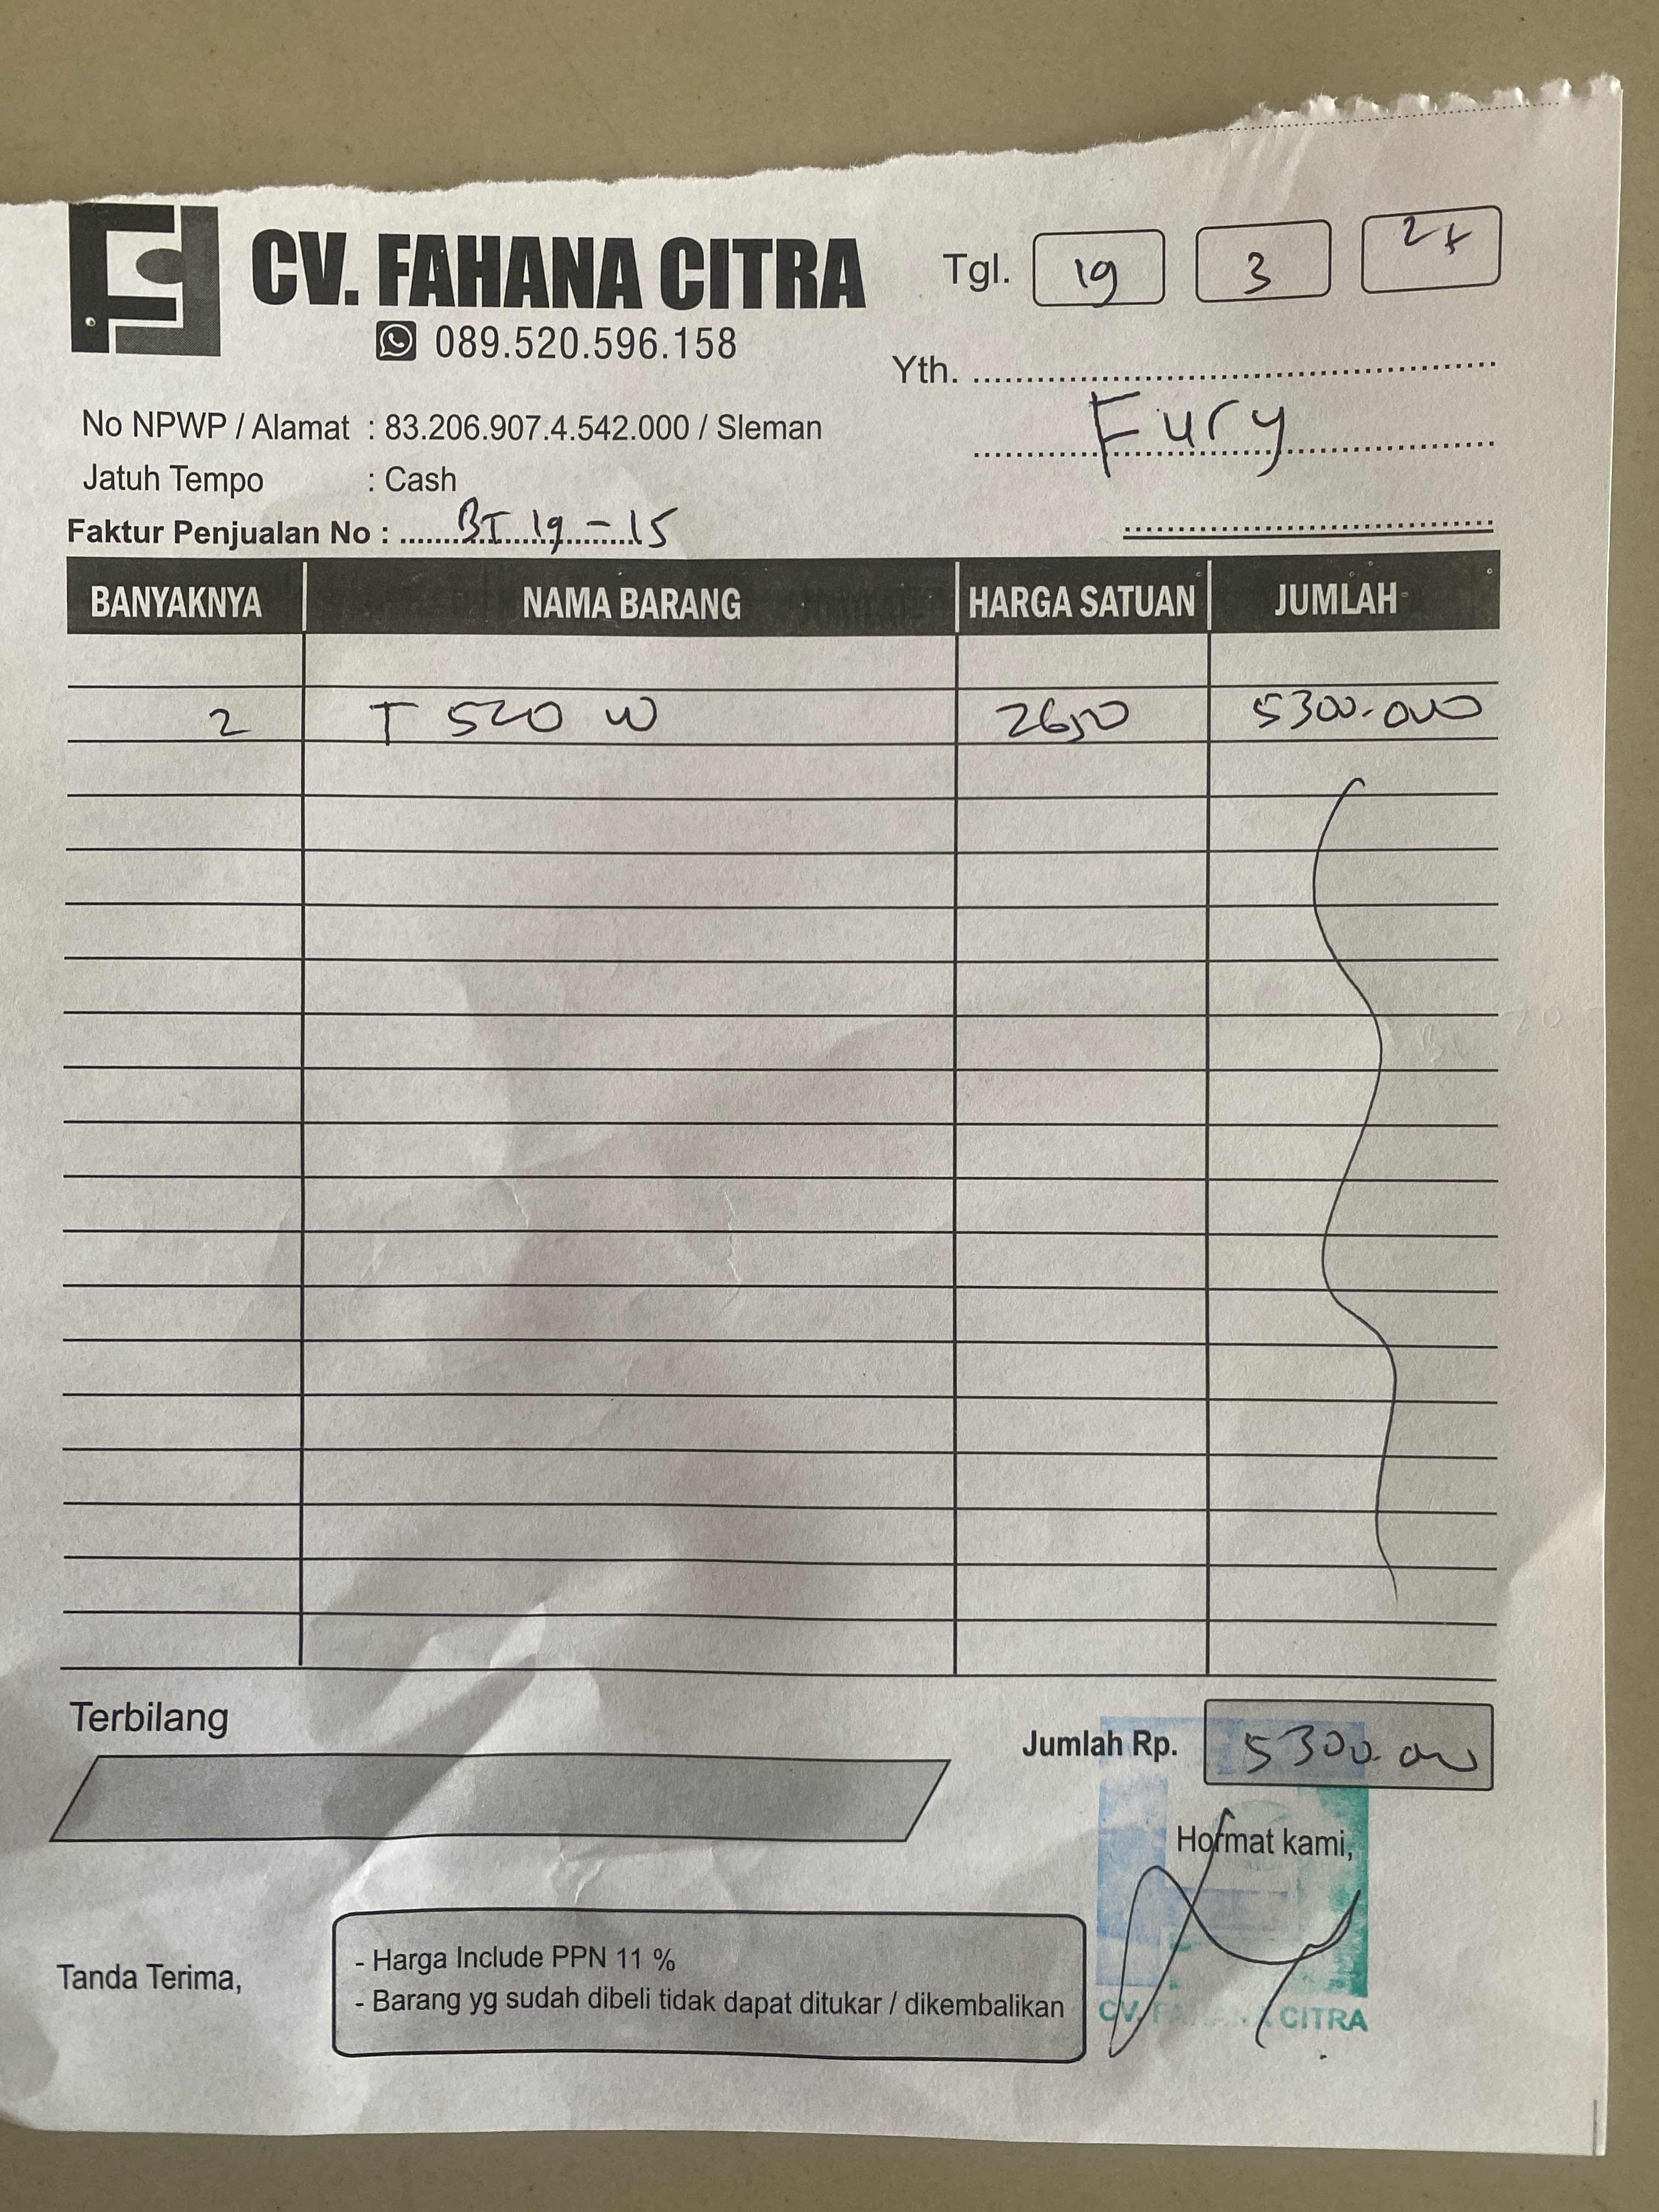 CV. FAHANA CITRA
089.520.596.158
Tgl. 19 3 24
Yth.
Fury
No NPWP / Alamat : 83.206.907.4.542.000 / Sleman
Jatuh Tempo : Cash
Faktur Penjualan No : BT 19 - 15
BANYAKNYA NAMA BARANG HARGA SATUAN JUMLAH
2 T 520 W 2650 5300.000
Terbilang
Jumlah Rp. 5300.000
Hormat kami,
Tanda Terima,
- Harga Include PPN 11 %
- Barang yg sudah dibeli tidak dapat ditukar / dikembalikan
CV. FAHANA CITRA